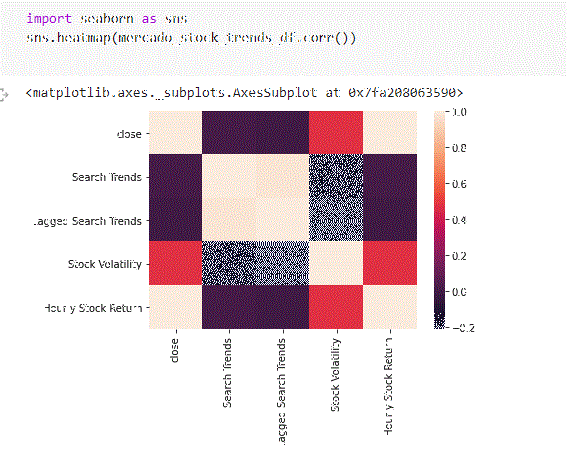 import seaborn as sns
sns.heatmap(mercado_stock_trends_df.corr())
<matplotlib.axes._subplots.AxesSubplot at 0x7fa208063590>
close
Search Trends
Lagged Search Trends
Stock Volatility
Hourly Stock Return
1.0
0.8
0.6
0.4
0.2
0.0
−0.2
close
Search Trends
Lagged Search Trends
Stock Volatility
Hourly Stock Return